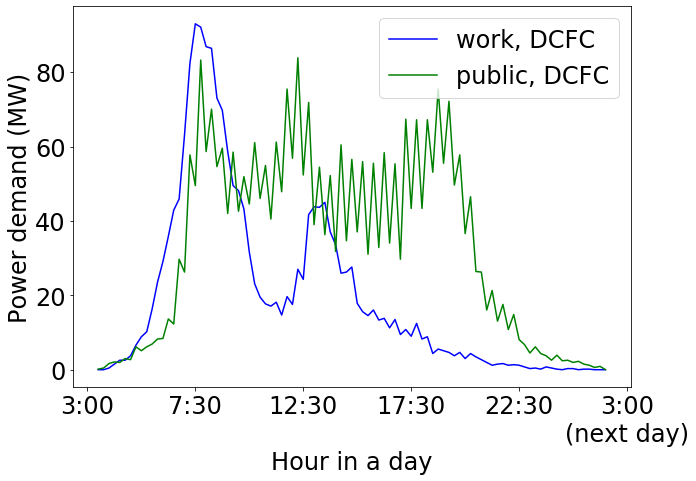 work, DCFC
public, DCFC
Power demand (MW)
80
60
40
20
0
3:00 7:30 12:30 17:30 22:30 3:00
(next day)
Hour in a day